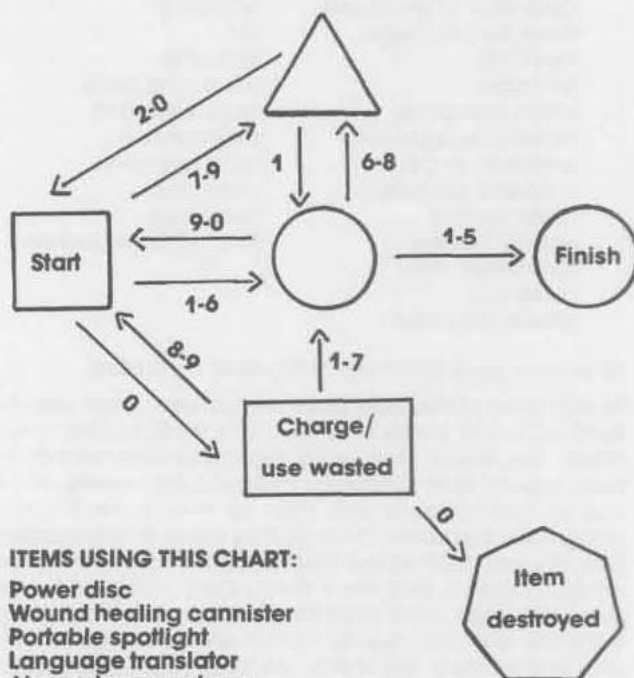 2-0
7-9
1
6-8
Start
9-0
1-5
Finish
1-6
8-9
0
1-7
Charge/
use wasted
0
Item
destroyed
ITEMS USING THIS CHART:
Power disc
Wound healing cannister
Portable spotlight
Language translator